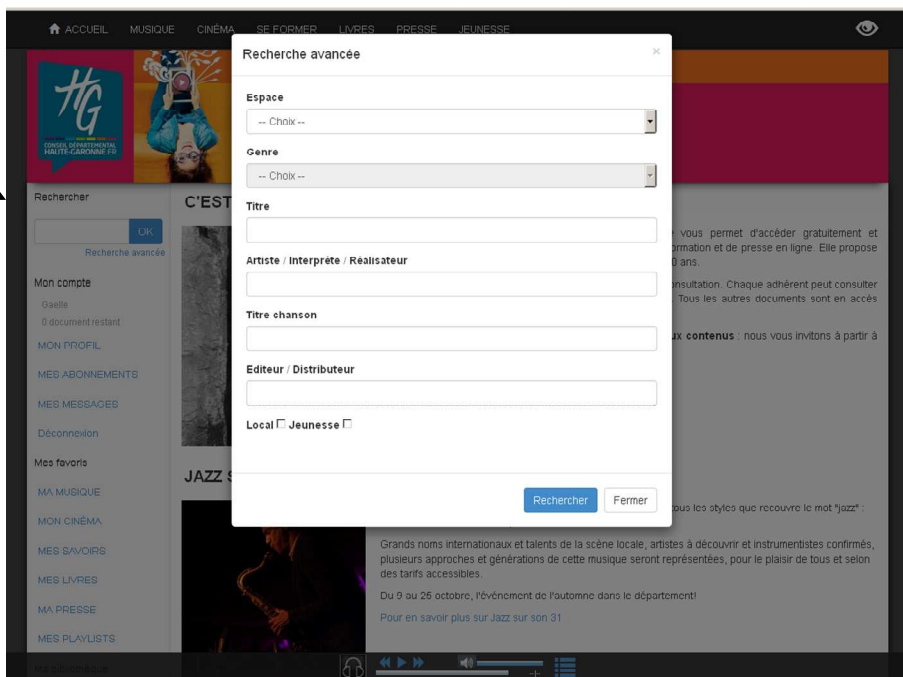 ACCUEIL MUSIQUE CINÉMA SE FORMER LIVRES PRESSE JEUNESSE
HG
CONSEIL DÉPARTEMENTAL
HAUTE-GARONNE.FR
Recherche avancée ×
Espace
-- Choix --
Genre
-- Choix --
Titre
Artiste / Interprète / Réalisateur
Titre chanson
Editeur / Distributeur
Local Jeunesse
Rechercher Fermer
Rechercher
OK
Recherche avancée
Mon compte
Gaelle
0 document restant
MON PROFIL
MES ABONNEMENTS
MES MESSAGES
Déconnexion
Mes favoris
MA MUSIQUE
MON CINÉMA
MES SAVOIRS
MES LIVRES
MA PRESSE
MES PLAYLISTS
C'EST
vous permet d'accéder gratuitement et
ormation et de presse en ligne. Elle propose
0 ans.
nsultation. Chaque adhérent peut consulter
Tous les autres documents sont en accès
ux contenus : nous vous invitons à partir à
JAZZ S
tous les styles que recouvre le mot "jazz" :
Grands noms internationaux et talents de la scène locale, artistes à découvrir et instrumentistes confirmés,
plusieurs approches et générations de cette musique seront représentées, pour le plaisir de tous et selon
des tarifs accessibles.
Du 9 au 26 octobre, l'événement de l'automne dans le département!
Pour en savoir plus sur Jazz sur son 31